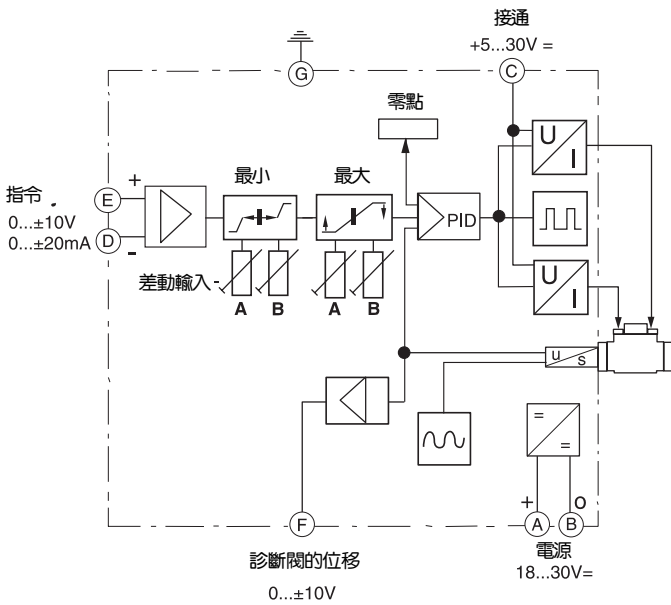 接通
+5...30V =
G
C
零點
U
I
指令
0...±10V
0...±20mA
E
+
D
-
最小
最大
PID
差動輸入
A
B
A
B
U
I
u
s
=
=
F
+
A
B
O
診斷閥的位移
0...±10V
電源
18...30V=